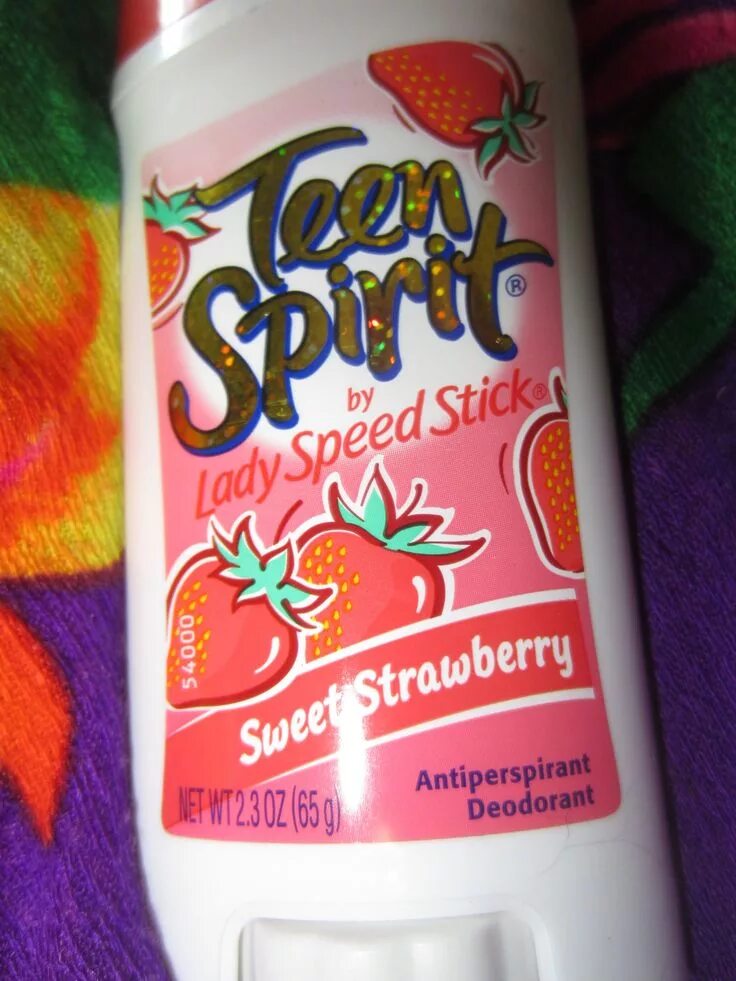 Teen
Spirit®
by
Lady Speed Stick®
54000
Sweet Strawberry
NET WT 2.3 OZ (65 g)
Antiperspirant
Deodorant